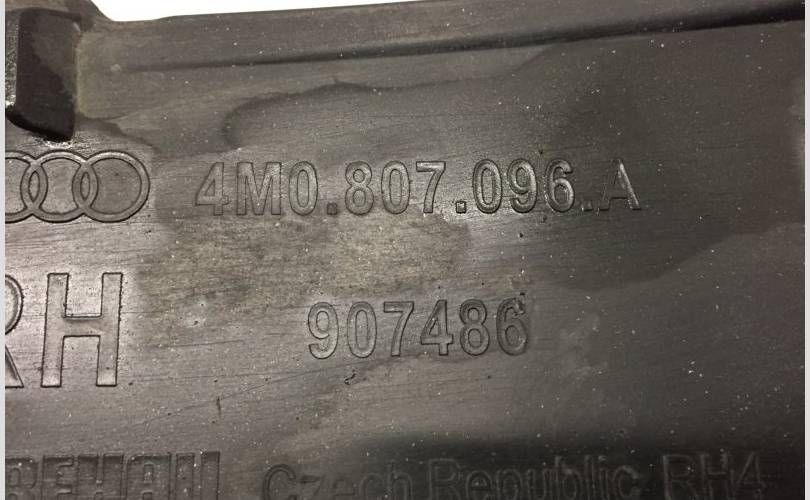 4M0.807.096.A
RH
907486
REHAU Czech Republic RH4